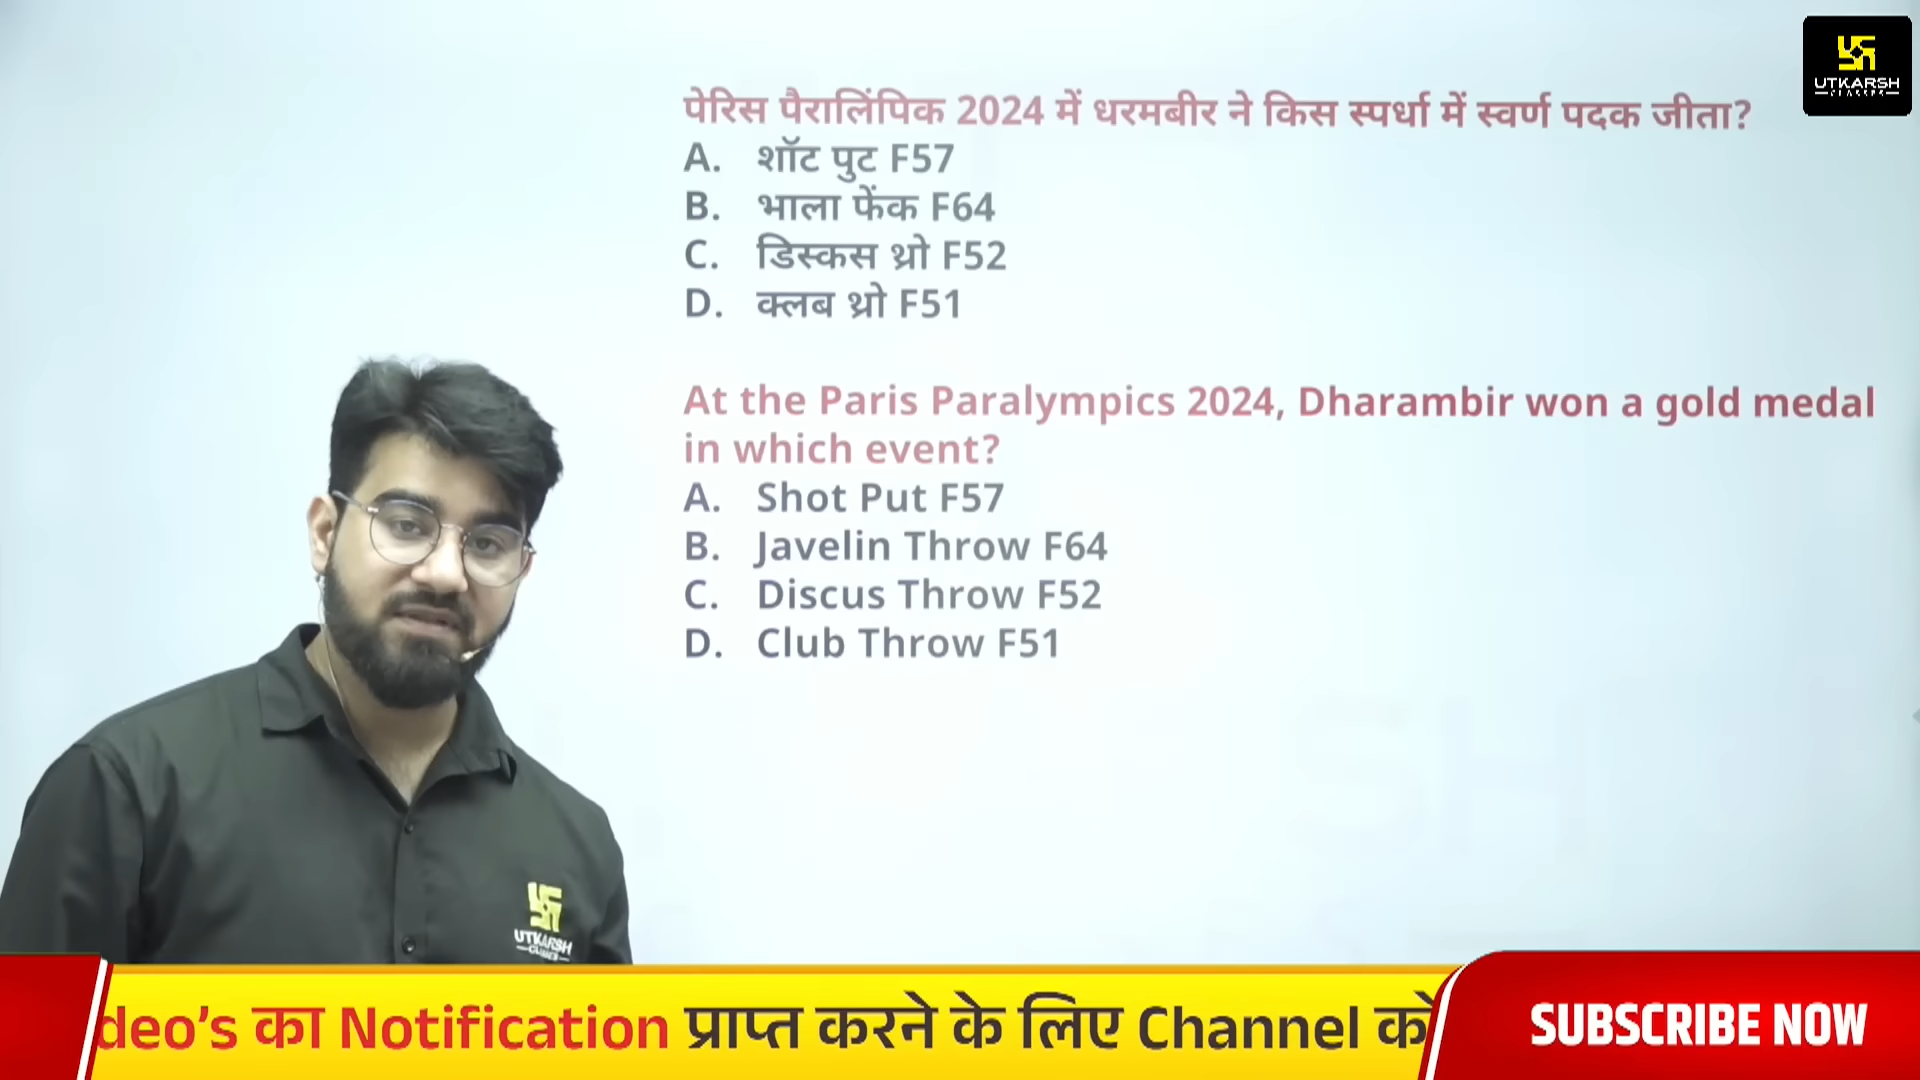 UTKARSH
CLASSES
पेरिस पैरालिंपिक 2024 में धरमबीर ने किस स्पर्धा में स्वर्ण पदक जीता?
A. शॉट पुट F57
B. भाला फेंक F64
C. डिस्कस थ्रो F52
D. क्लब थ्रो F51
At the Paris Paralympics 2024, Dharambir won a gold medal
in which event?
A. Shot Put F57
B. Javelin Throw F64
C. Discus Throw F52
D. Club Throw F51
UTKARSH
CLASSES
deo's का Notification प्राप्त करने के लिए Channel को
SUBSCRIBE NOW